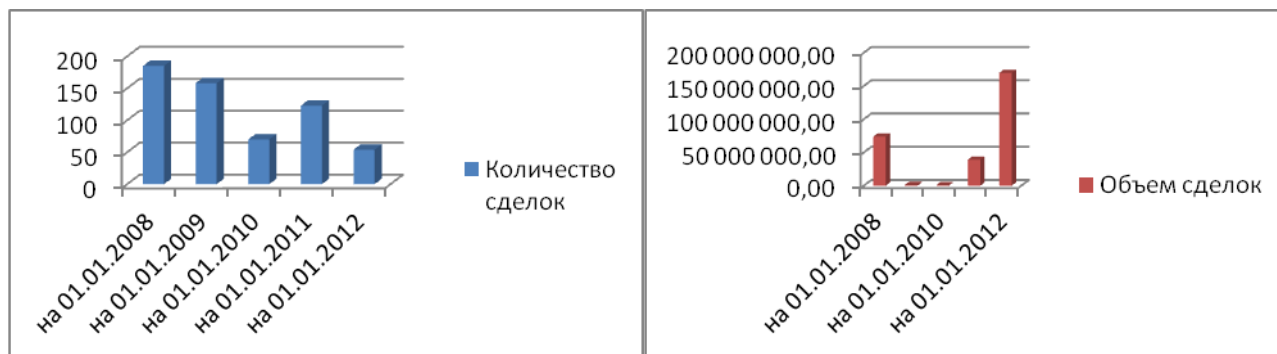 200
150
100
50
0
на 01.01.2008
на 01.01.2009
на 01.01.2010
на 01.01.2011
на 01.01.2012
Количество
сделок
200 000 000,00
150 000 000,00
100 000 000,00
50 000 000,00
0,00
на 01.01.2008
на 01.01.2010
на 01.01.2012
Объем сделок